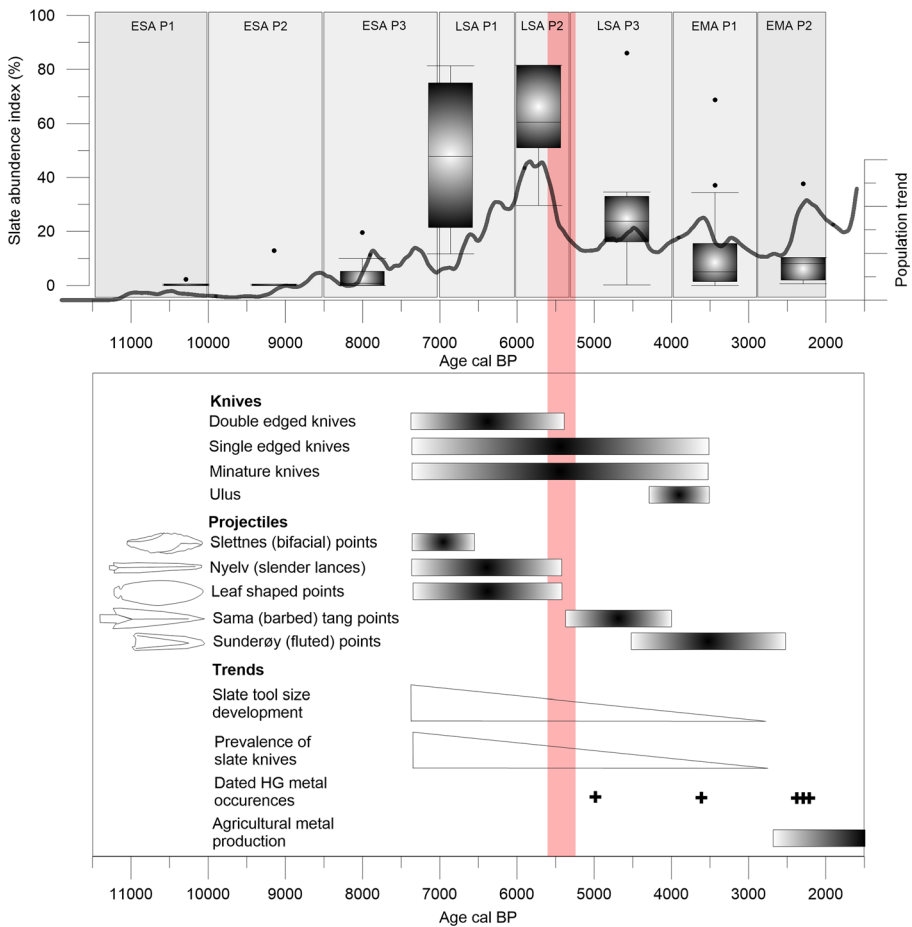 ESA P1 ESA P2 ESA P3 LSA P1 LSA P2 LSA P3 EMA P1 EMA P2
Slate abundence index (%)
100
80
60
40
20
0
Population trend
11000 10000 9000 8000 7000 6000 5000 4000 3000 2000
Age cal BP
Knives
Double edged knives
Single edged knives
Minature knives
Ulus
Projectiles
Slettnes (bifacial) points
Nyelv (slender lances)
Leaf shaped points
Sama (barbed) tang points
Sunderøy (fluted) points
Trends
Slate tool size
development
Prevalence of
slate knives
Dated HG metal
occurences
Agricultural metal
production
11000 10000 9000 8000 7000 6000 5000 4000 3000 2000
Age cal BP